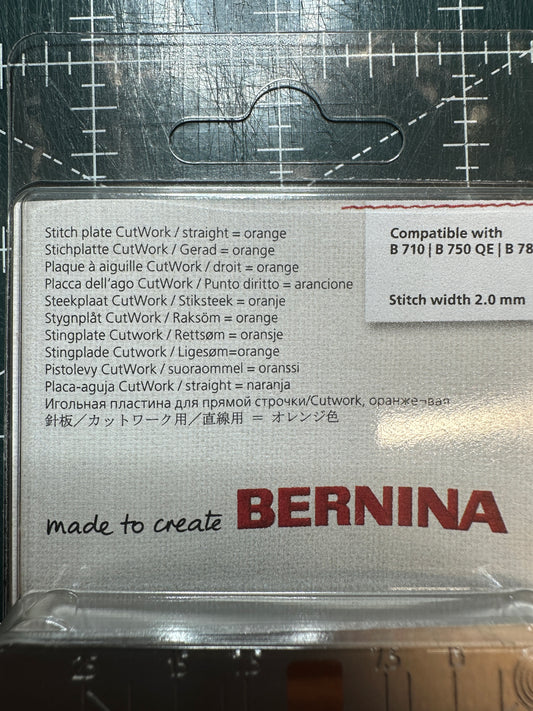 Stitch plate CutWork / straight = orange
Stichplatte CutWork / Gerad = orange
Plaque à aiguille CutWork / droit = orange
Placca dell'ago CutWork / Punto diritto = arancione
Steekplaat CutWork / Stiksteek = oranje
Stygnplåt CutWork / Raksöm = orange
Stingplate Cutwork / Rettsøm = oransje
Stingplade Cutwork / Ligesøm=orange
Pistolevy CutWork / suoraommel = oranssi
Placa-aguja CutWork / straight = naranja
Игольная пластина для прямой строчки/Cutwork, оранжевая
針板／カットワーク用／直線用 ＝ オレンジ色
Compatible with
B 710 | B 750 QE | B 78
Stitch width 2.0 mm
made to create BERNINA